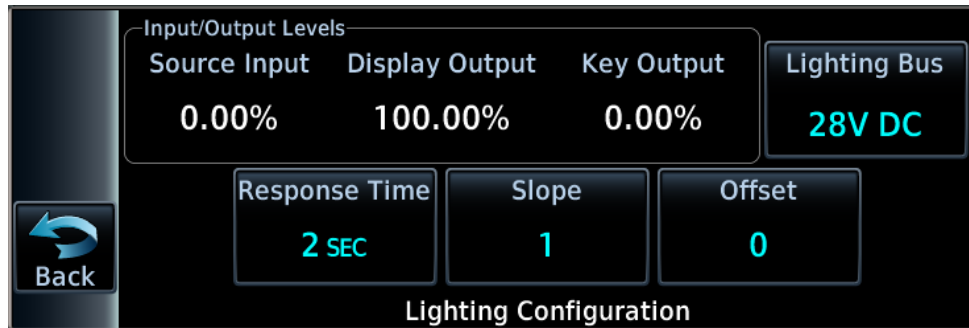 Input/Output Levels
Source Input Display Output Key Output
0.00% 100.00% 0.00%
Lighting Bus
28V DC
Response Time
2 SEC
Slope
1
Offset
0
Back
Lighting Configuration